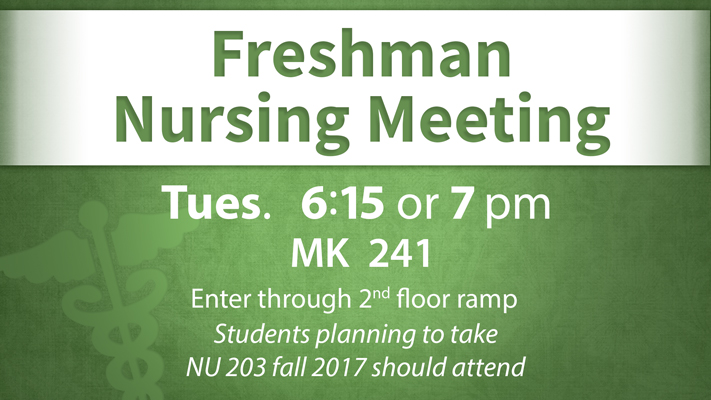 Freshman
Nursing Meeting
Tues. 6:15 or 7 pm
MK 241
Enter through 2nd floor ramp
Students planning to take
NU 203 fall 2017 should attend